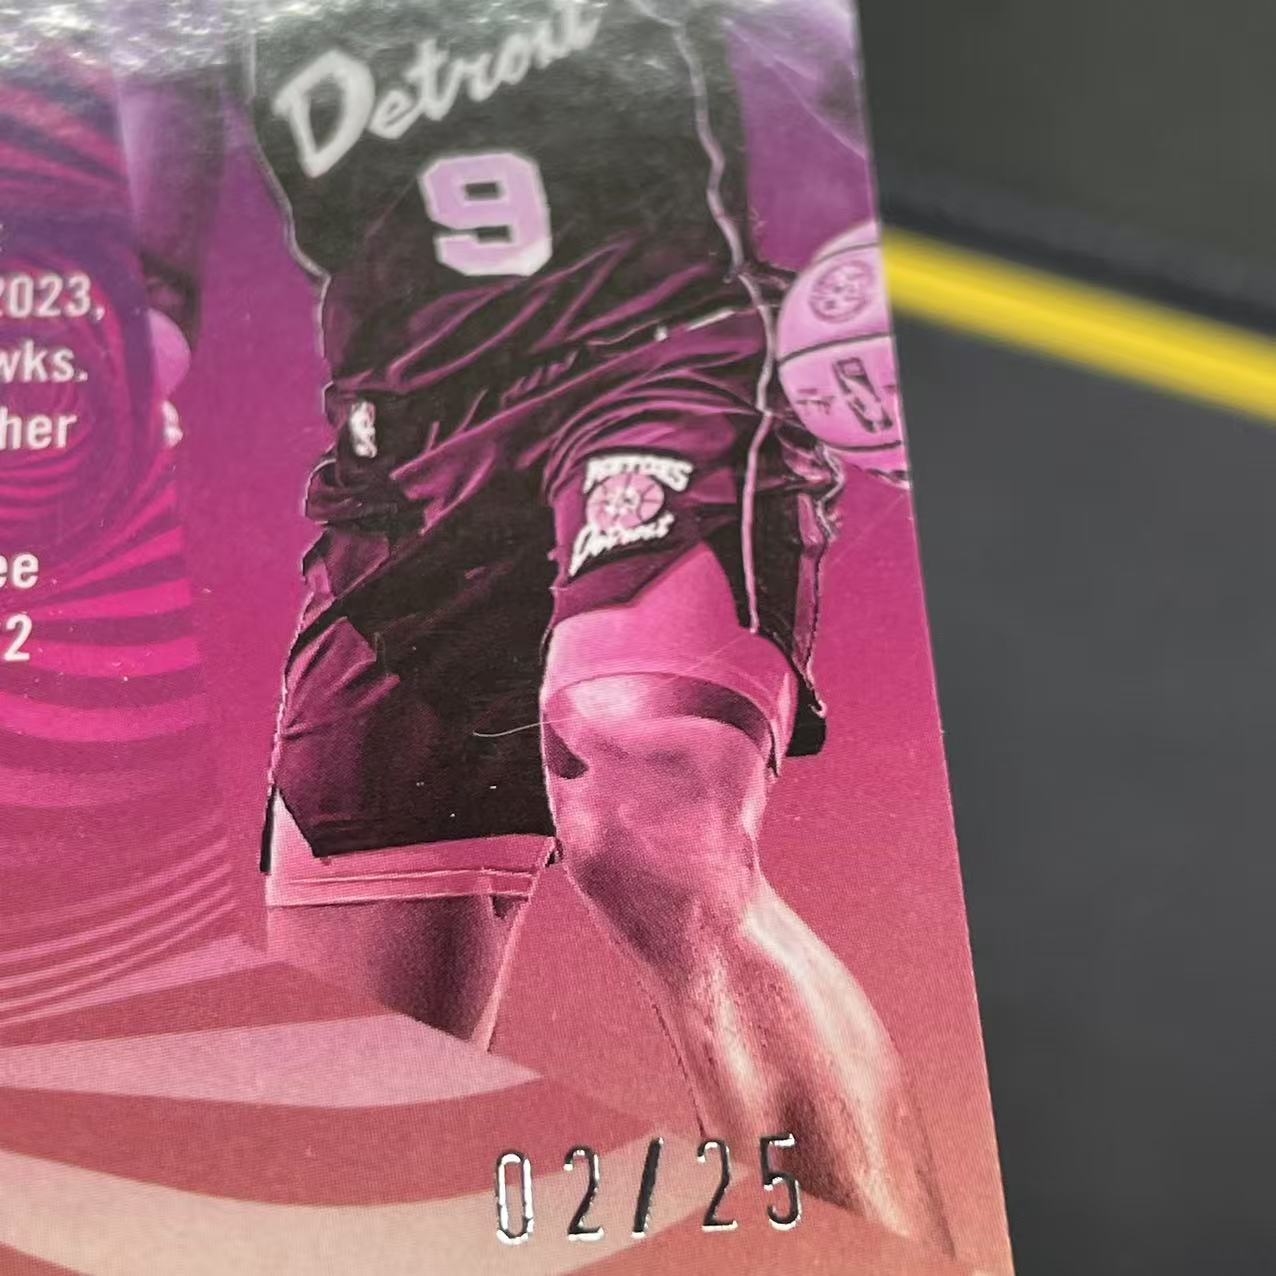 Detroit
9
2023,
wks.
her
ee
2
PISTONS
Detroit
02/25